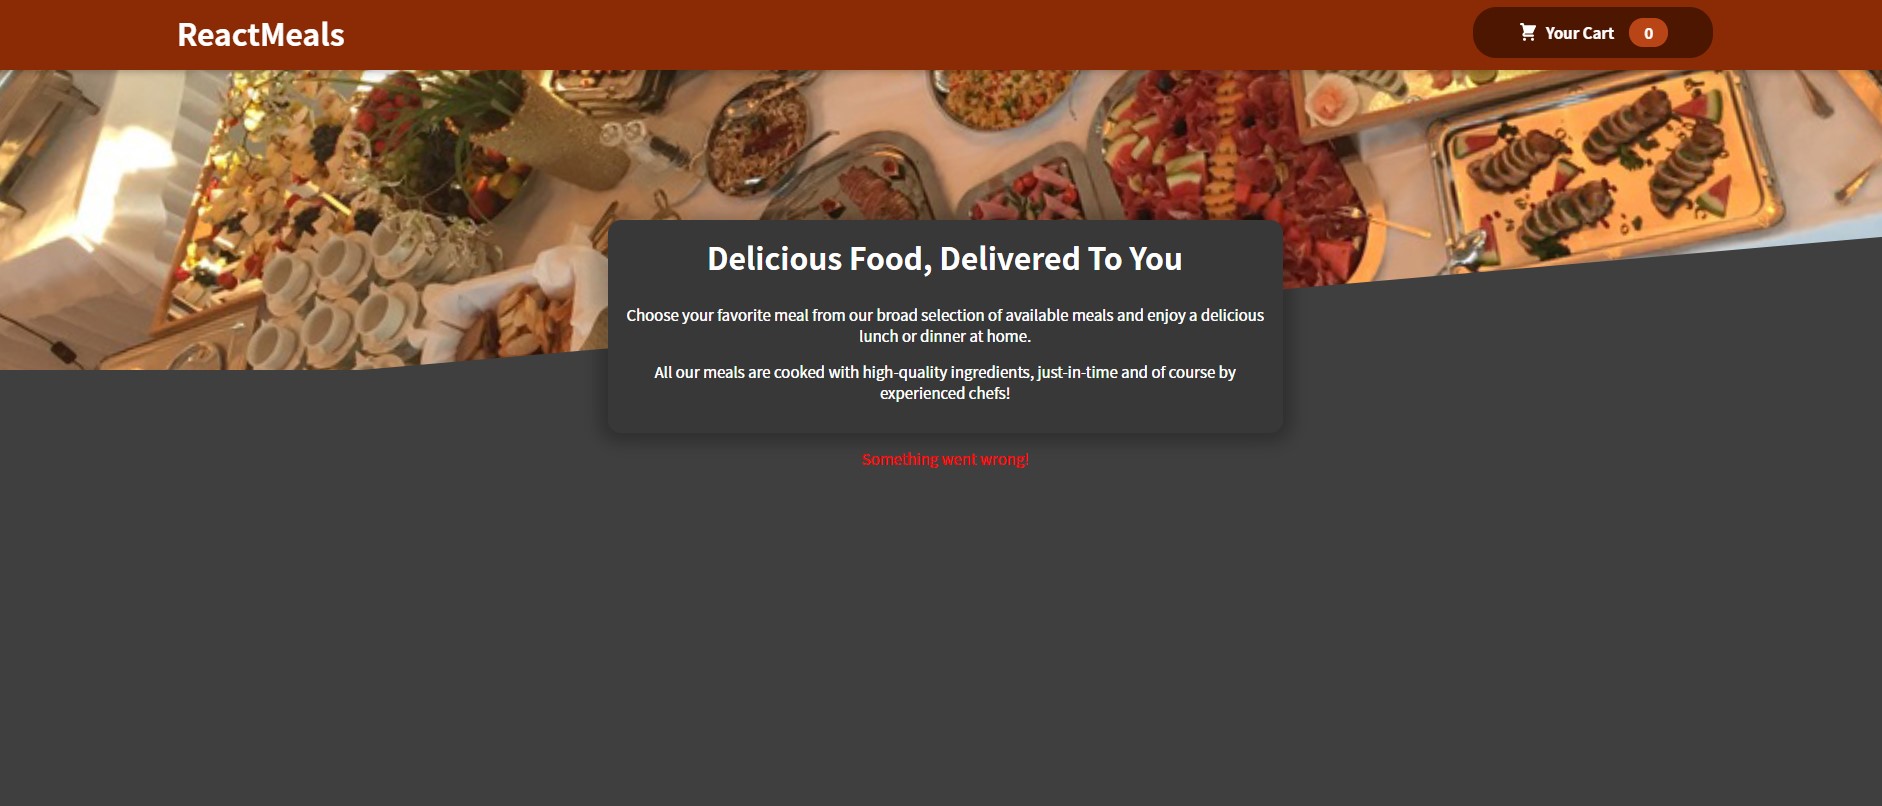 ReactMeals
Your Cart 0
Delicious Food, Delivered To You
Choose your favorite meal from our broad selection of available meals and enjoy a delicious
lunch or dinner at home.
All our meals are cooked with high-quality ingredients, just-in-time and of course by
experienced chefs!
Something went wrong!